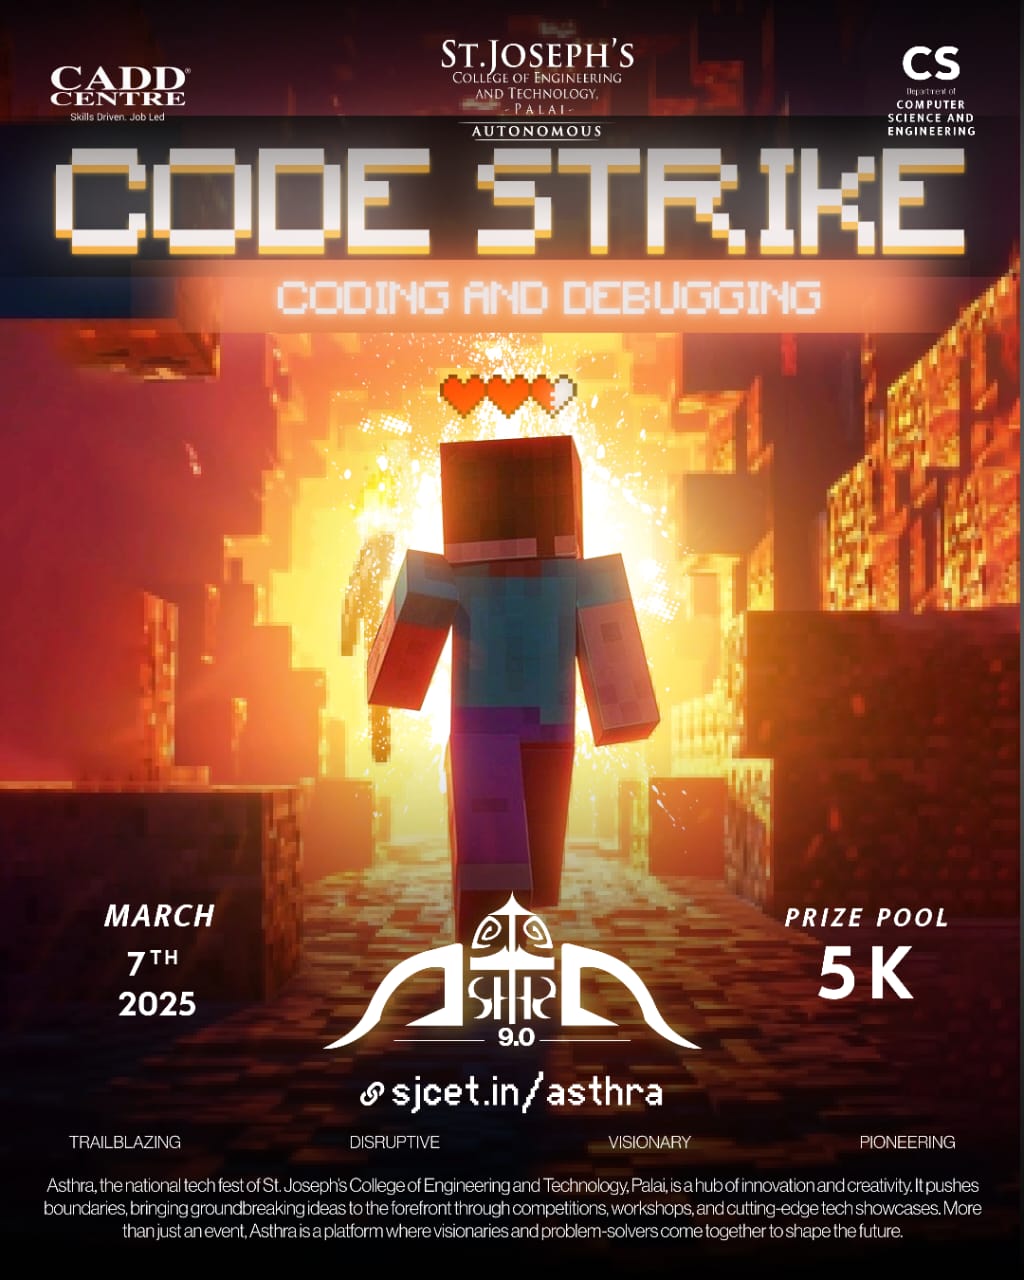 CADD
CENTRE
Skills Driven. Job Led
ST.JOSEPH'S
COLLEGE OF ENGINEERING
AND TECHNOLOGY,
- PALAI -
AUTONOMOUS
CS
Department of
COMPUTER
SCIENCE AND
ENGINEERING
CODE STRIKE
CODING AND DEBUGGING
MARCH
7TH
2025
PRIZE POOL
5K
ASTHRA
9.0
sjcet.in/asthra
TRAILBLAZING DISRUPTIVE VISIONARY PIONEERING
Asthra, the national tech fest of St. Joseph's College of Engineering and Technology, Palai, is a hub of innovation and creativity. It pushes
boundaries, bringing groundbreaking ideas to the forefront through competitions, workshops, and cutting-edge tech showcases. More
than just an event, Asthra is a platform where visionaries and problem-solvers come together to shape the future.